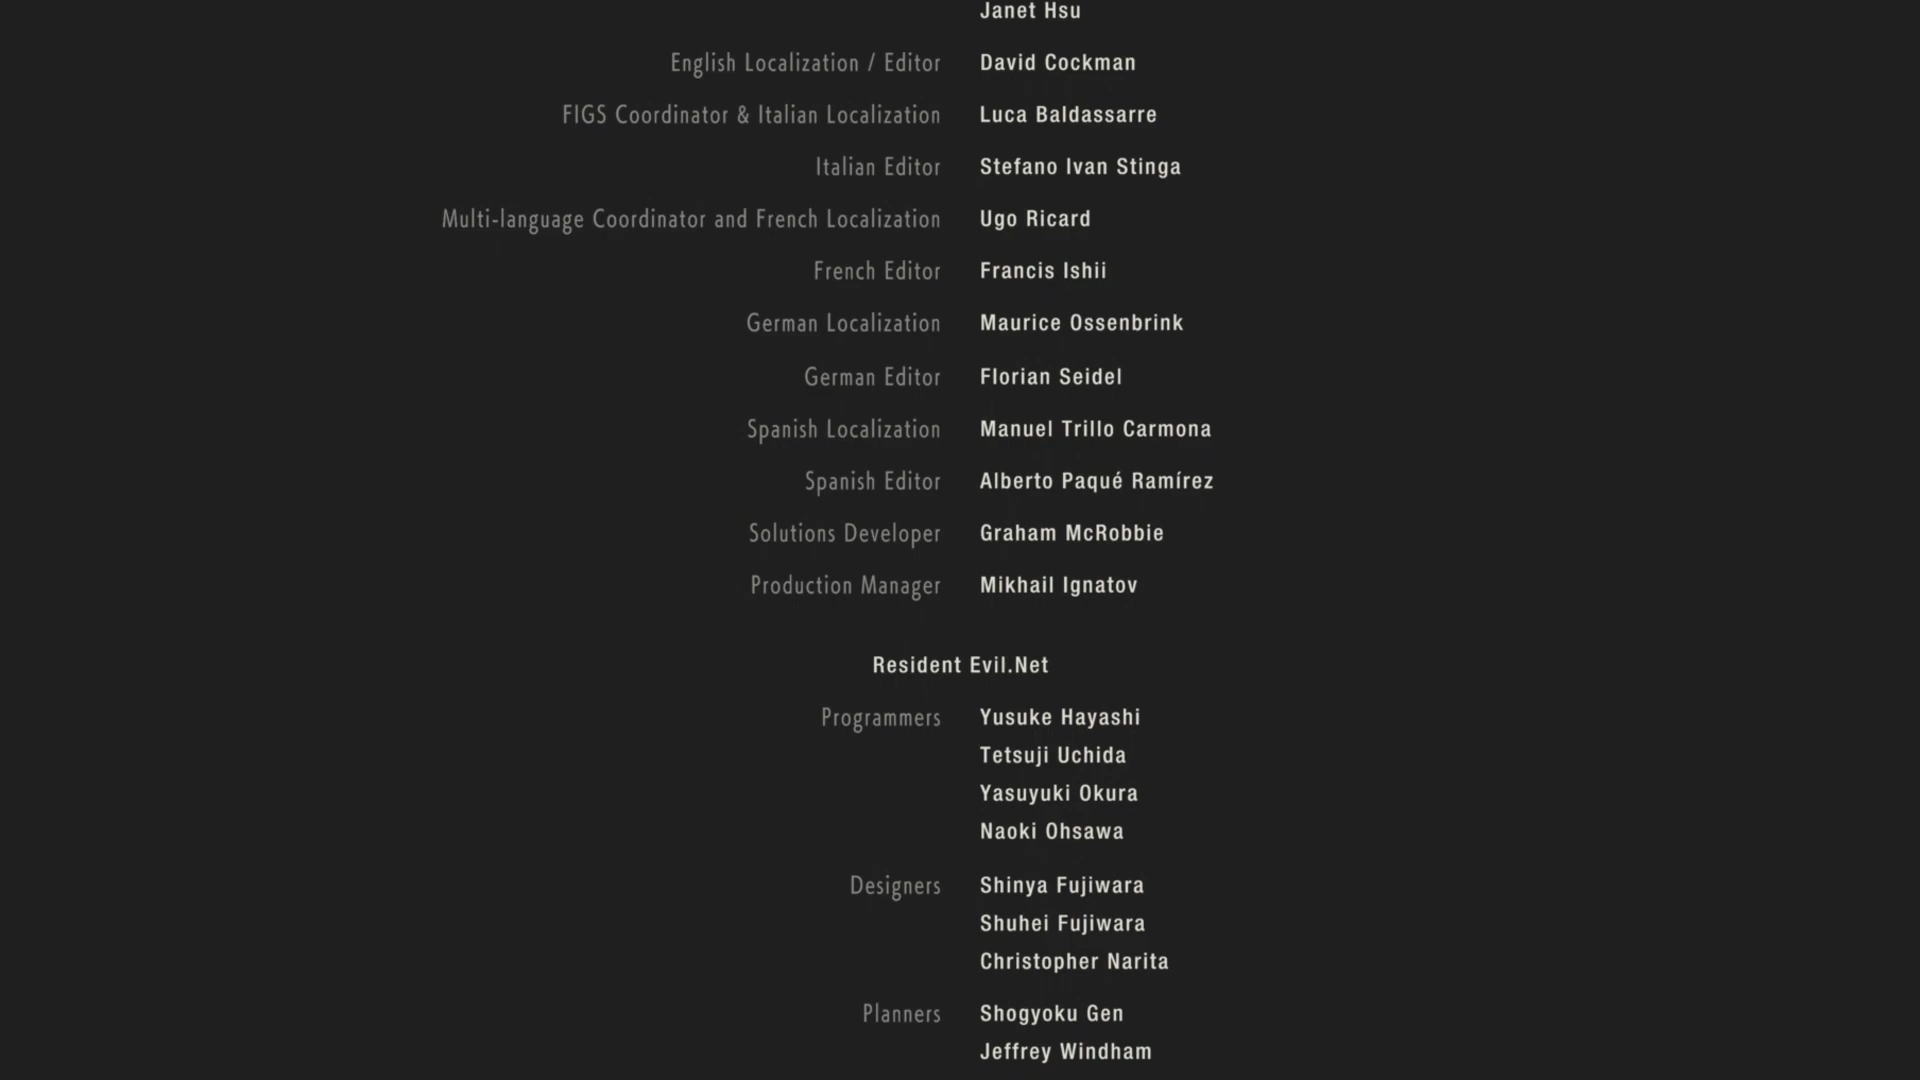 Janet Hsu
English Localization / Editor David Cockman
FIGS Coordinator & Italian Localization Luca Baldassarre
Italian Editor Stefano Ivan Stinga
Multi-language Coordinator and French Localization Ugo Ricard
French Editor Francis Ishii
German Localization Maurice Ossenbrink
German Editor Florian Seidel
Spanish Localization Manuel Trillo Carmona
Spanish Editor Alberto Paqué Ramírez
Solutions Developer Graham McRobbie
Production Manager Mikhail Ignatov
Resident Evil.Net
Programmers Yusuke Hayashi
Tetsuji Uchida
Yasuyuki Okura
Naoki Ohsawa
Designers Shinya Fujiwara
Shuhei Fujiwara
Christopher Narita
Planners Shogyoku Gen
Jeffrey Windham